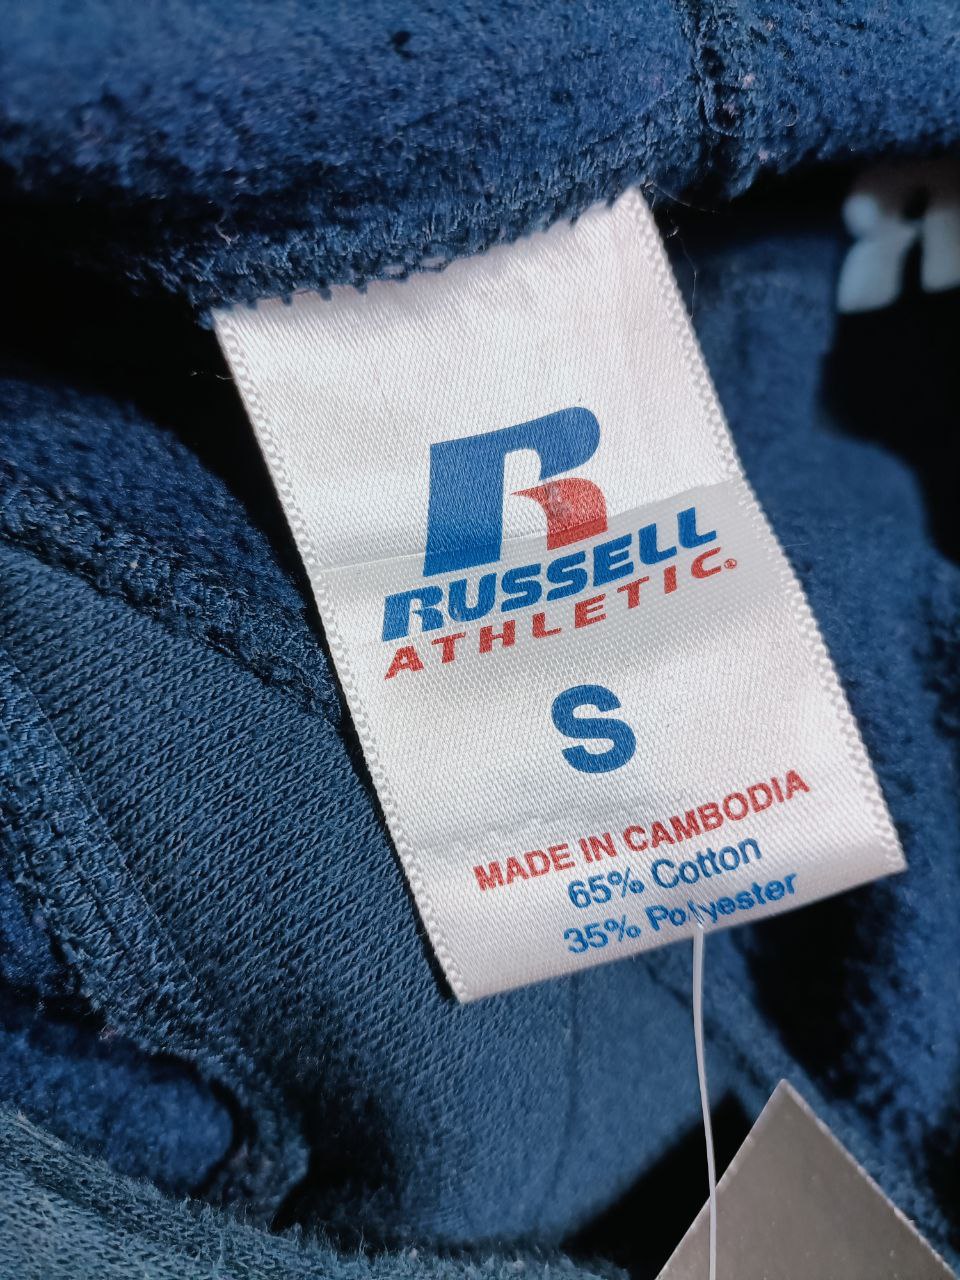 R
RUSSELL
ATHLETIC®
S
MADE IN CAMBODIA
65% Cotton
35% Polyester